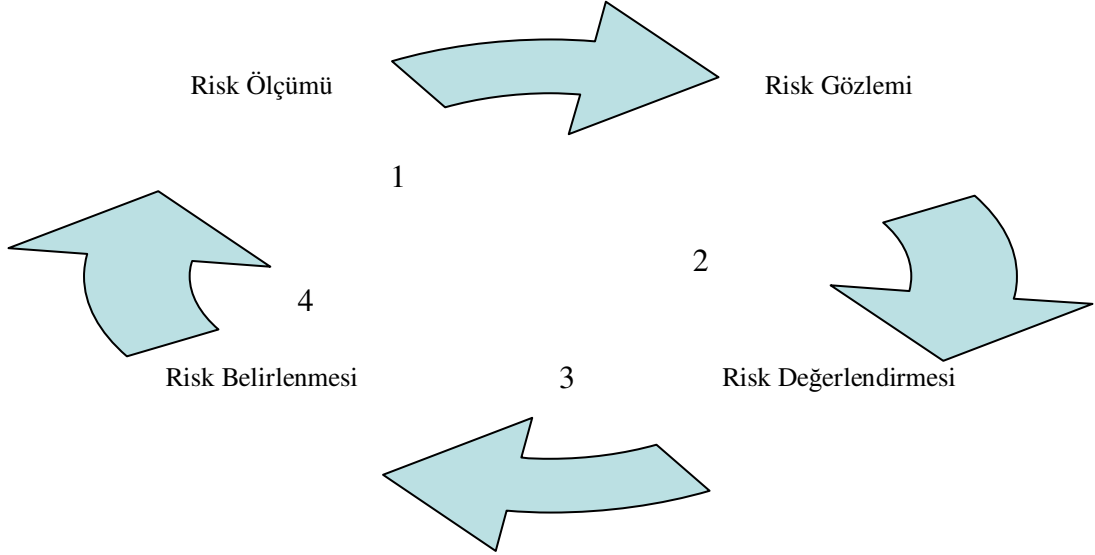 Risk Ölçümü
Risk Gözlemi
1
2
4
Risk Belirlenmesi
3
Risk Değerlendirmesi